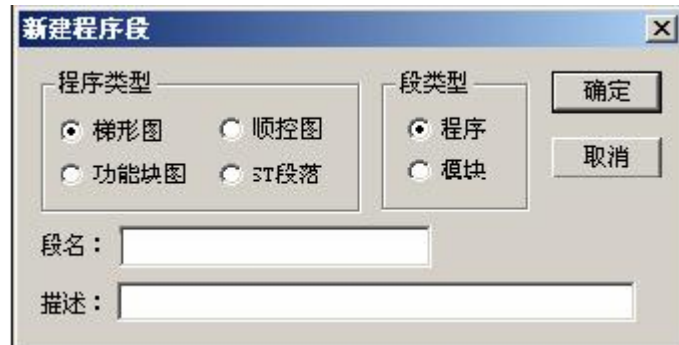 新建程序段
程序类型
梯形图 顺控图
功能块图 ST段落
段类型
程序
模块
确定
取消
段名：
描述：